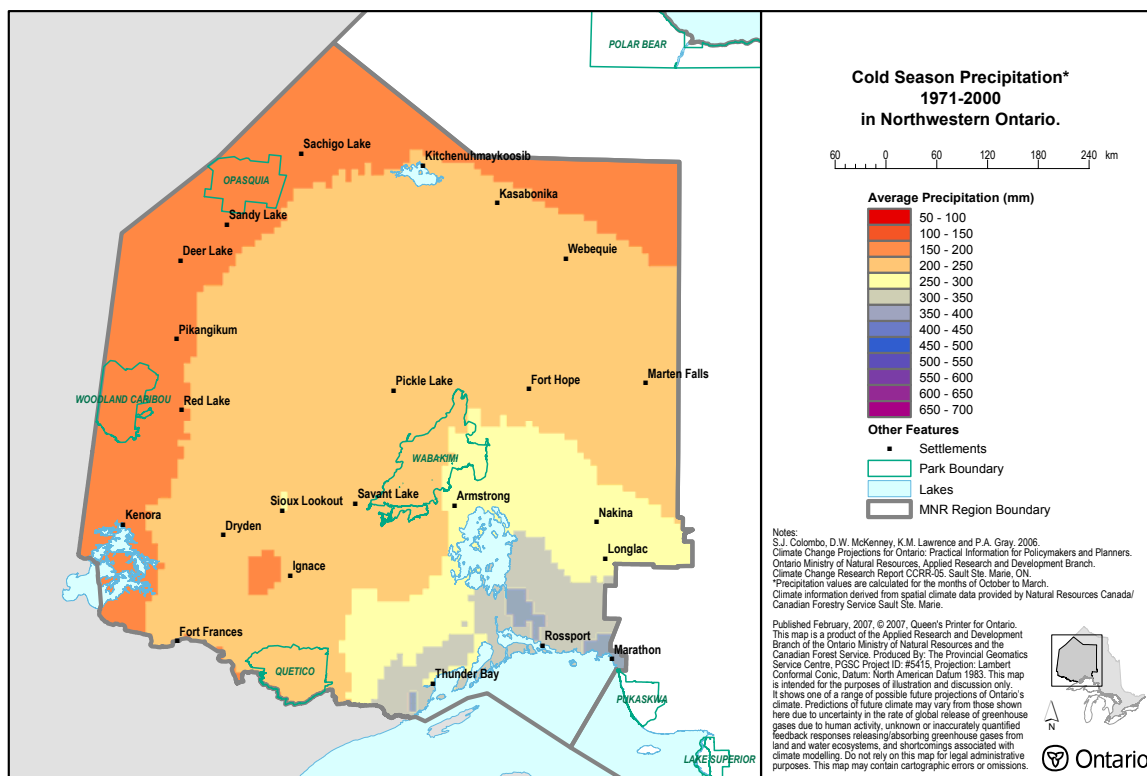 POLAR BEAR
Sachigo Lake
Kitchenuhmaykoosib
OPASQUIA
Kasabonika
Sandy Lake
Deer Lake
Webequie
Pikangikum
Pickle Lake
Fort Hope
Marten Falls
WOODLAND CARIBOU
Red Lake
WABAKIMI
Sioux Lookout
Savant Lake
Armstrong
Kenora
Dryden
Nakina
Longlac
Ignace
Fort Frances
Rossport
Marathon
QUETICO
Thunder Bay
PUKASKWA
LAKE SUPERIOR
Cold Season Precipitation*
1971-2000
in Northwestern Ontario.
60 0 60 120 180 240 km
Average Precipitation (mm)
50 - 100
100 - 150
150 - 200
200 - 250
250 - 300
300 - 350
350 - 400
400 - 450
450 - 500
500 - 550
550 - 600
600 - 650
650 - 700
Other Features
Settlements
Park Boundary
Lakes
MNR Region Boundary
Notes:
S.J. Colombo, D.W. McKenney, K.M. Lawrence and P.A. Gray. 2006.
Climate Change Projections for Ontario: Practical Information for Policymakers and Planners.
Ontario Ministry of Natural Resources, Applied Research and Development Branch.
Climate Change Research Report CCRR-05. Sault Ste. Marie, ON.
*Precipitation values are calculated for the months of October to March.
Climate information derived from spatial climate data provided by Natural Resources Canada/
Canadian Forestry Service Sault Ste. Marie.
Published February, 2007, © 2007, Queen's Printer for Ontario.
This map is a product of the Applied Research and Development
Branch of the Ontario Ministry of Natural Resources and the
Canadian Forest Service. Produced By: The Provincial Geomatics
Service Centre, PGSC Project ID: #5415, Projection: Lambert
Conformal Conic, Datum: North American Datum 1983. This map
is intended for the purposes of illustration and discussion only.
It shows one of a range of possible future projections of Ontario's
climate. Predictions of future climate may vary from those shown
here due to uncertainty in the rate of global release of greenhouse
gases due to human activity, unknown or inaccurately quantified
feedback responses releasing/absorbing greenhouse gases from
land and water ecosystems, and shortcomings associated with
climate modelling. Do not rely on this map for legal administrative
purposes. This map may contain cartographic errors or omissions.
N
Ontario